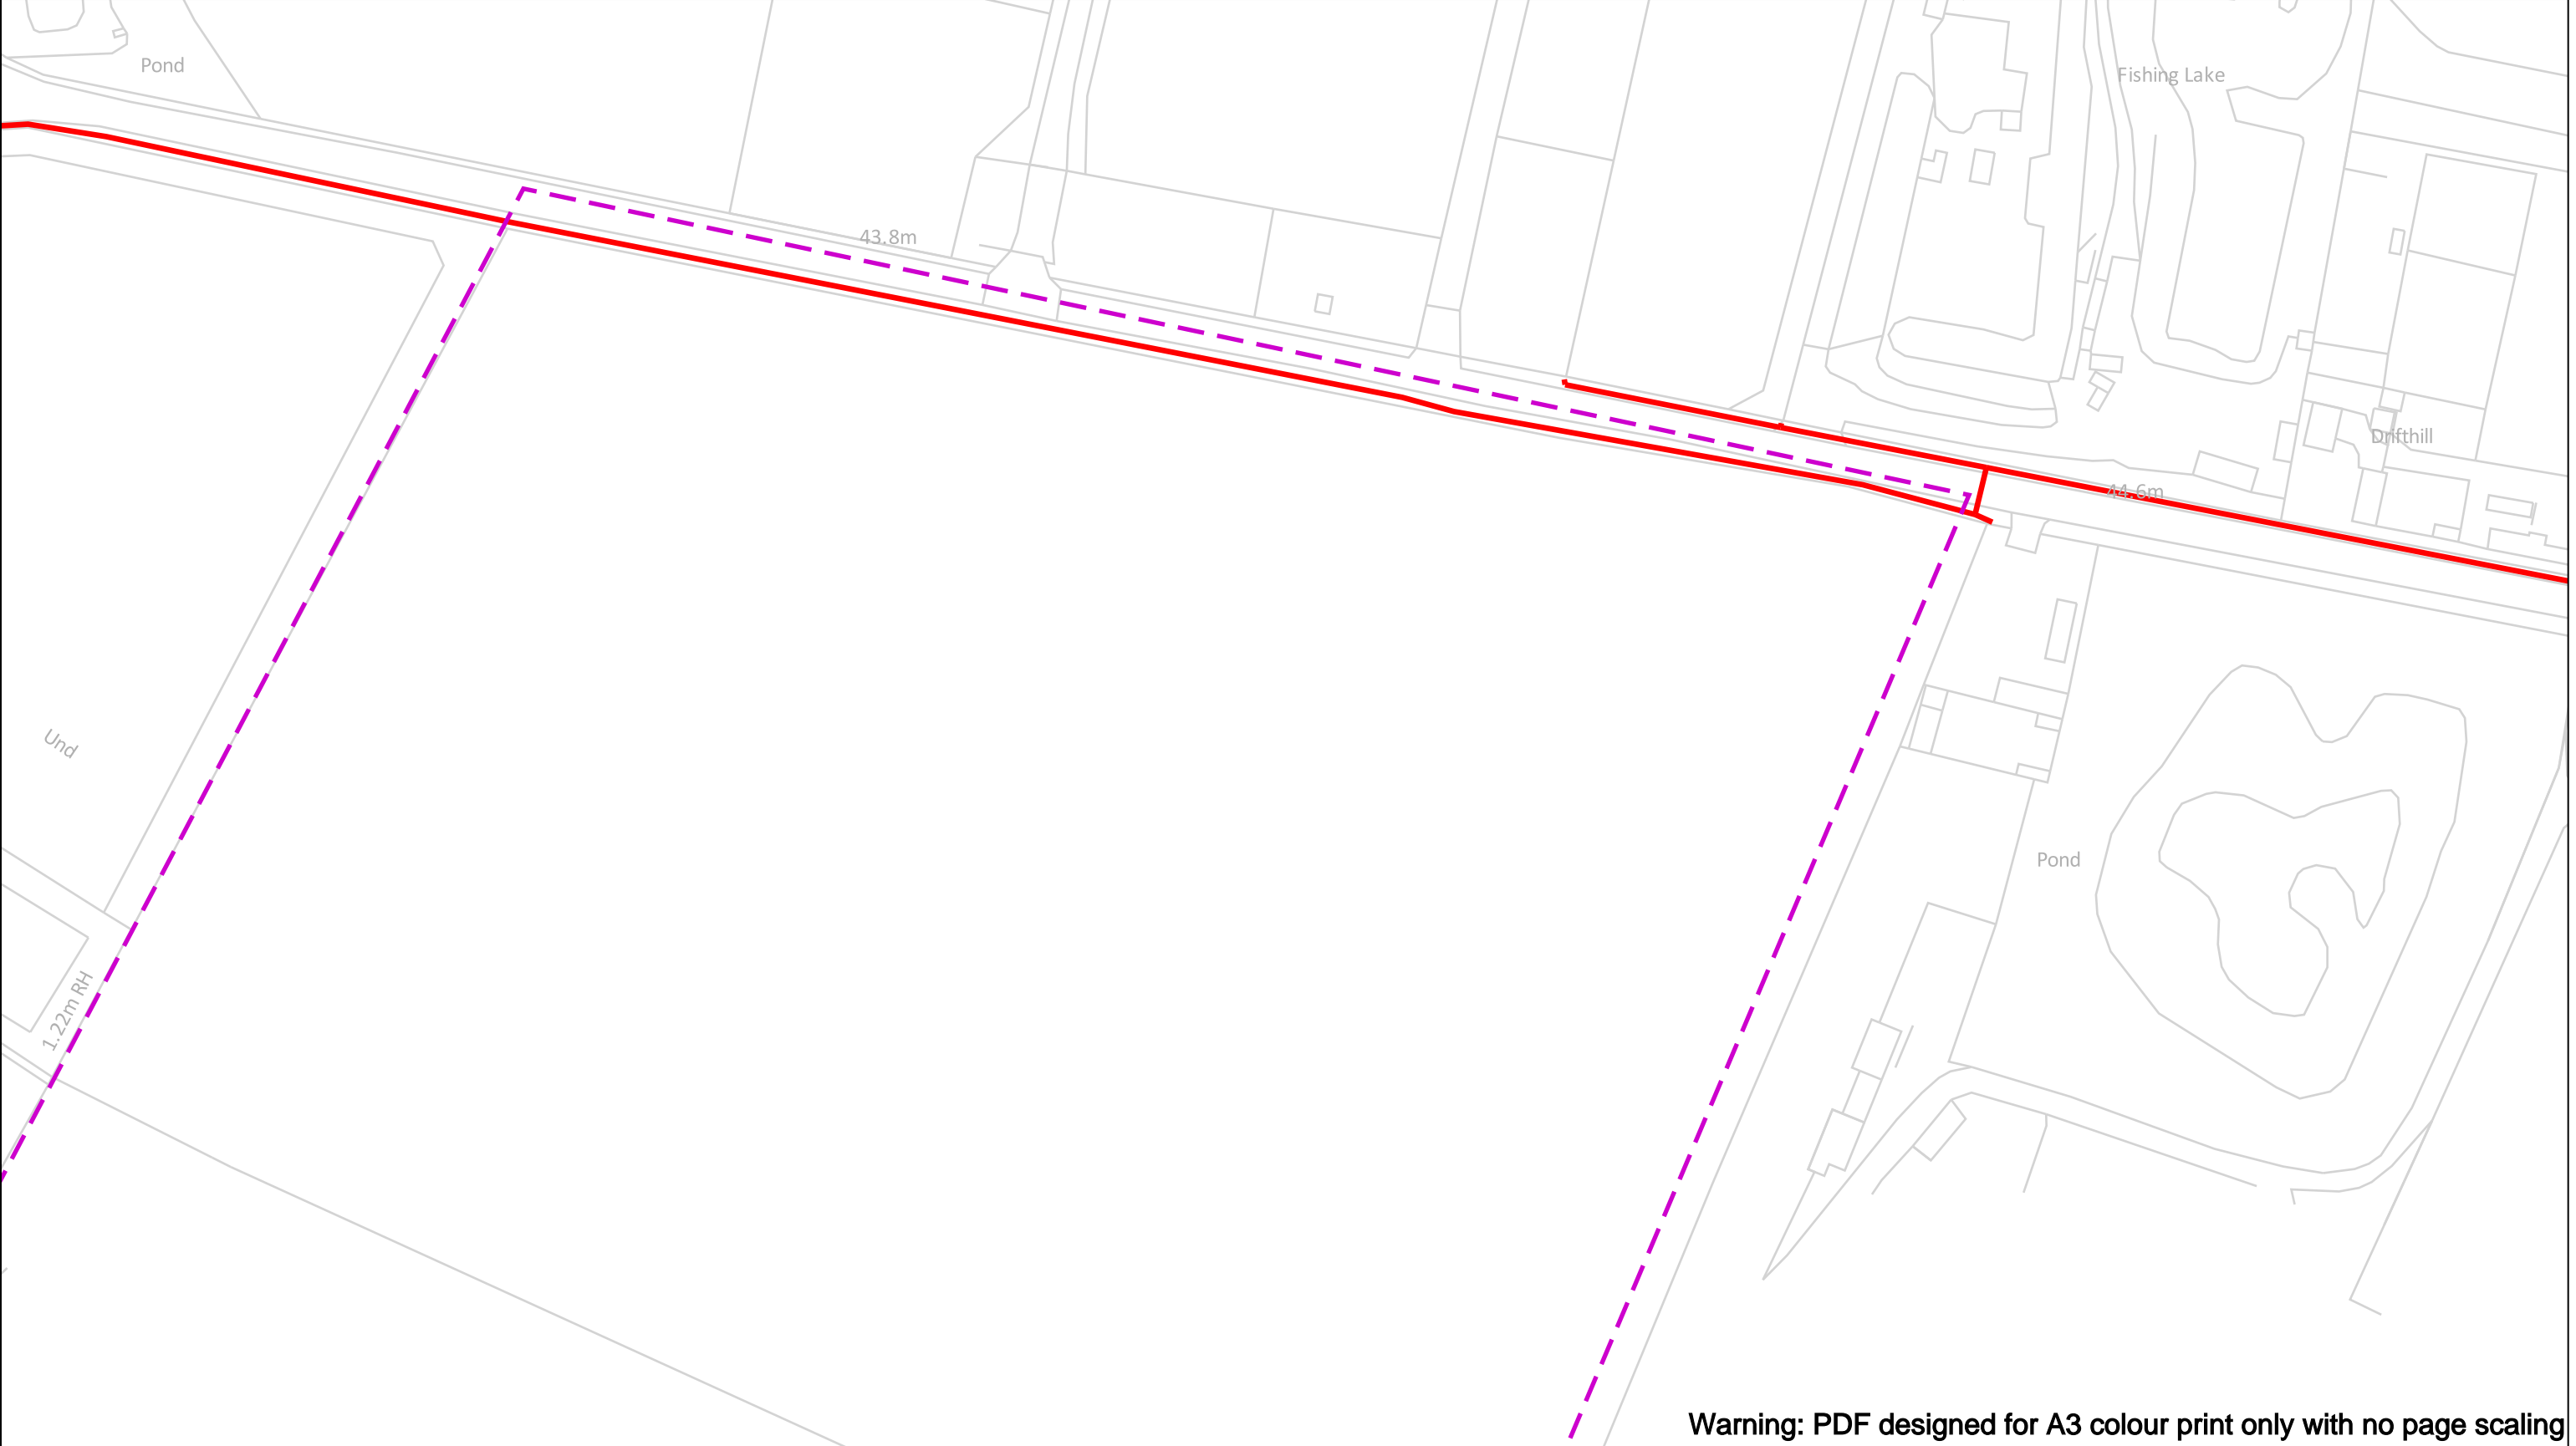 Pond
Fishing Lake
43.8m
Drifthill
44.6m
Und
Pond
1.22m RH
Warning: PDF designed for A3 colour print only with no page scaling